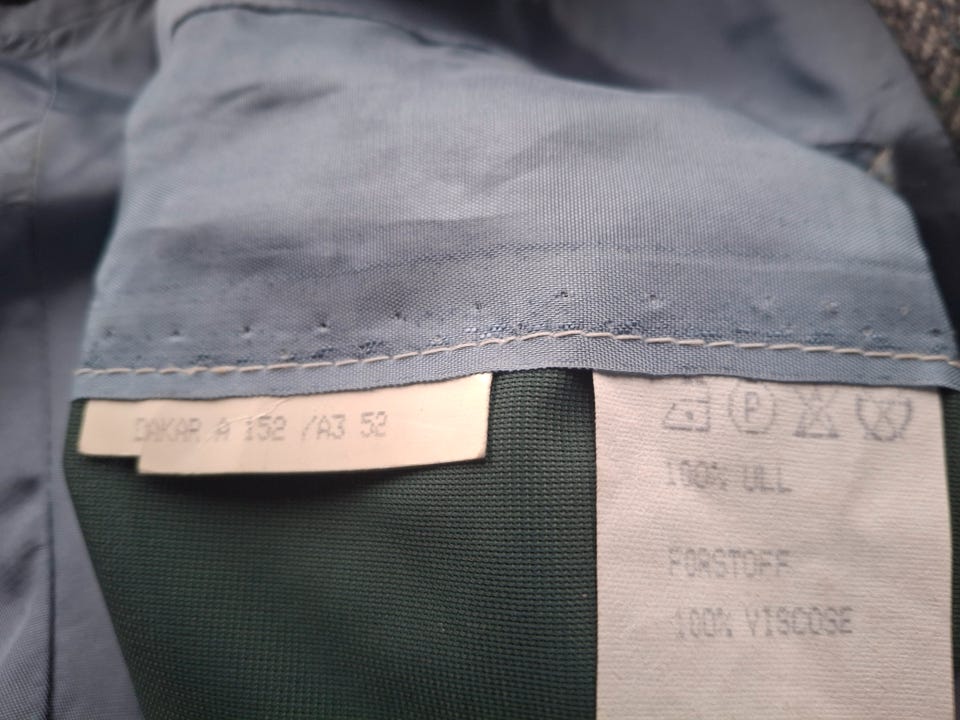 DAKAR A 152 /A3 52
P
100% ULL
FORSTOFF
100% VISCOSE